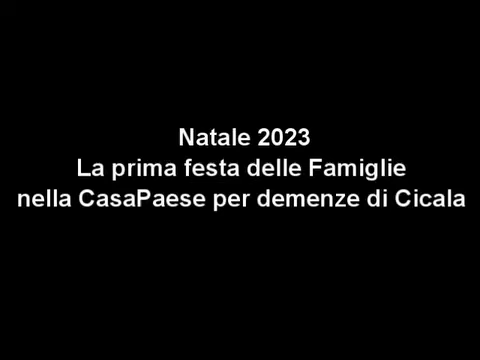 Natale 2023
La prima festa delle Famiglie
nella CasaPaese per demenze di Cicala